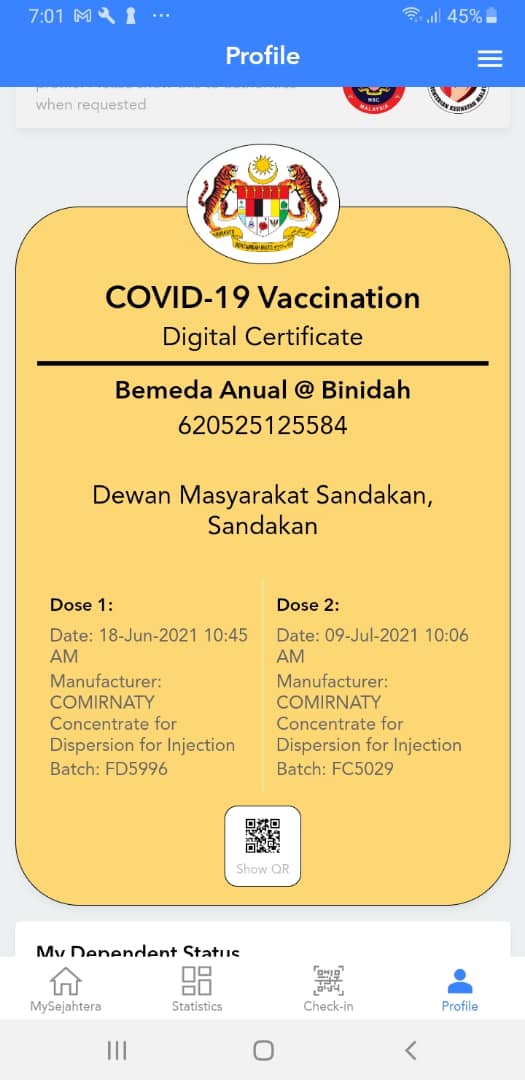 7:01
45%
Profile
when requested
MALAYSIA
COVID-19 Vaccination
Digital Certificate
Bemeda Anual @ Binidah
620525125584
Dewan Masyarakat Sandakan,
Sandakan
Dose 1:
Date: 18-Jun-2021 10:45
AM
Manufacturer:
COMIRNATY
Concentrate for
Dispersion for Injection
Batch: FD5996
Dose 2:
Date: 09-Jul-2021 10:06
AM
Manufacturer:
COMIRNATY
Concentrate for
Dispersion for Injection
Batch: FC5029
Show QR
My Dependent Status
MySejahtera
Statistics
Check-in
Profile